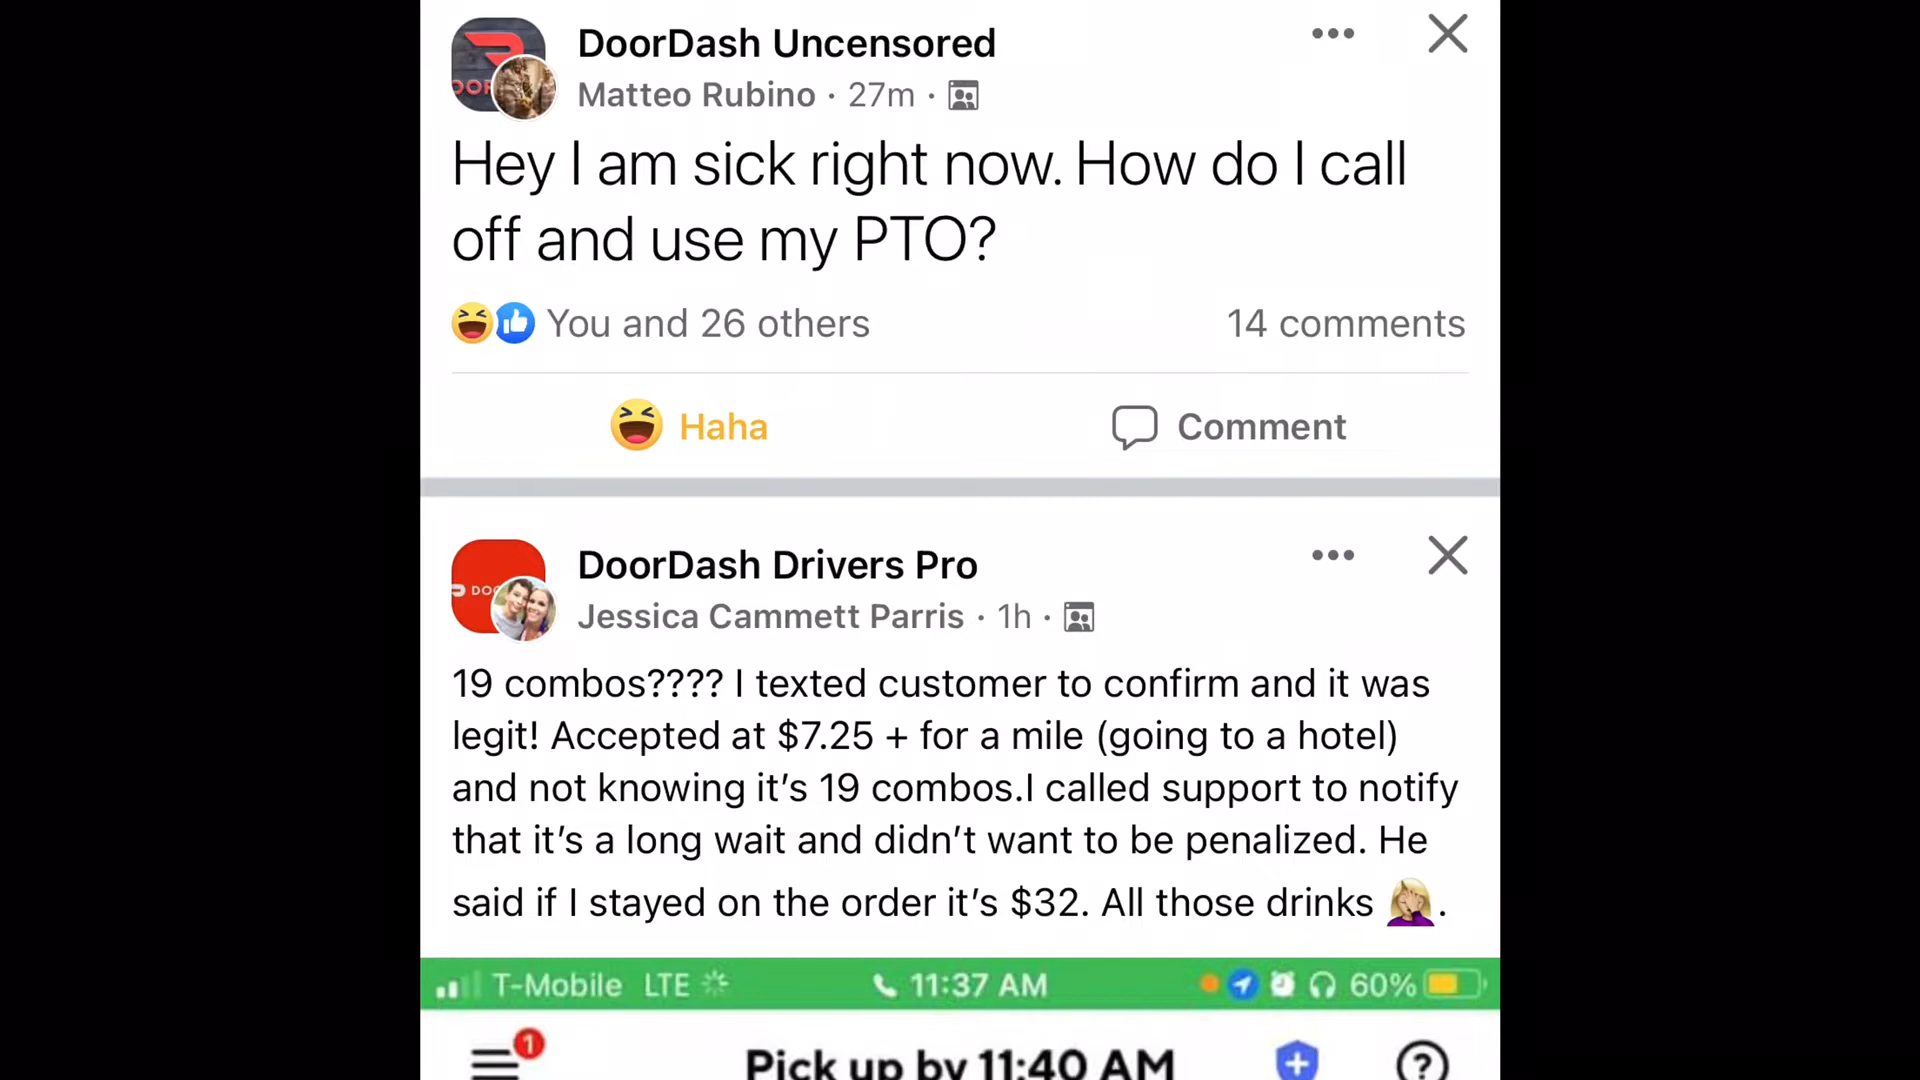 DoorDash Uncensored
Matteo Rubino · 27m ·
Hey I am sick right now. How do I call
off and use my PTO?
You and 26 others
14 comments
Haha
Comment
DOOR
DoorDash Drivers Pro
Jessica Cammett Parris · 1h ·
19 combos???? I texted customer to confirm and it was
legit! Accepted at $7.25 + for a mile (going to a hotel)
and not knowing it’s 19 combos.I called support to notify
that it’s a long wait and didn’t want to be penalized. He
said if I stayed on the order it’s $32. All those drinks 🤦🏼‍♀️.
T-Mobile LTE
11:37 AM
60%
1
Pick up by 11:40 AM
?